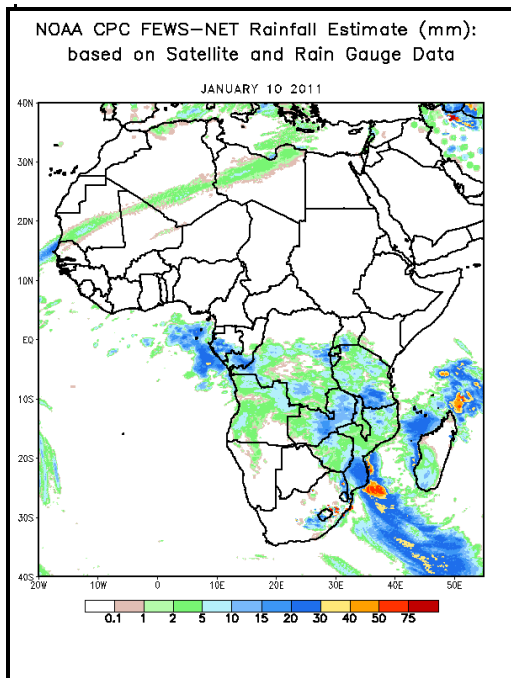 NOAA CPC FEWS-NET Rainfall Estimate (mm):
based on Satellite and Rain Gauge Data
JANUARY 10 2011
40N
30N
20N
10N
EQ
10S
20S
30S
40S
20W 10W 0 10E 20E 30E 40E 50E
0.1 1 2 5 10 15 20 30 40 50 75